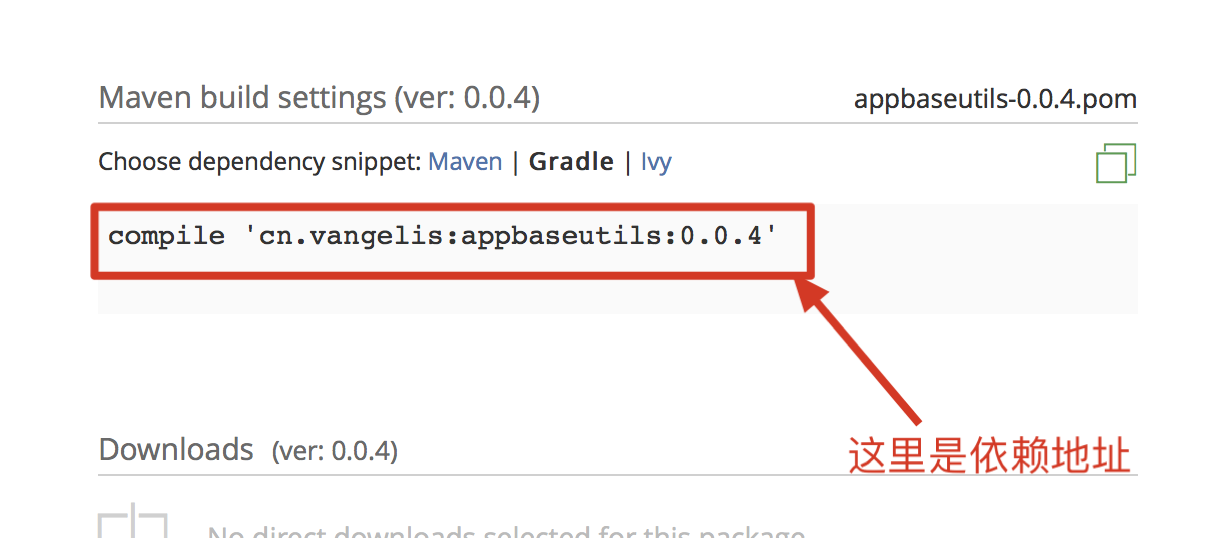 Maven build settings (ver: 0.0.4) appbaseutils-0.0.4.pom
Choose dependency snippet: Maven | Gradle | Ivy
compile 'cn.vangelis:appbaseutils:0.0.4'
Downloads (ver: 0.0.4)
这里是依赖地址
No direct downloads selected for this package